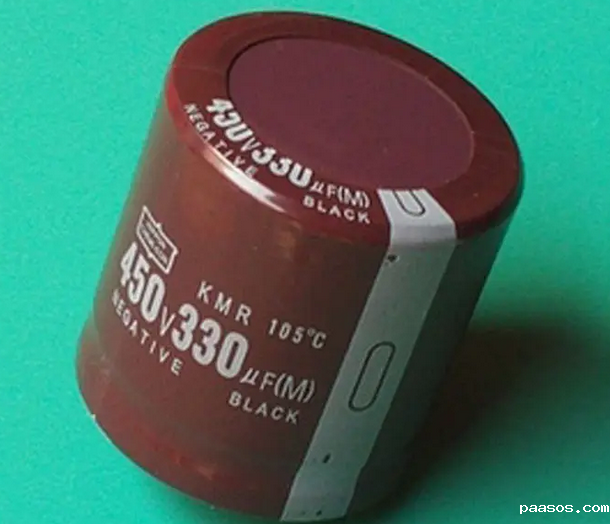 450V330μF(M)
NEGATIVE BLACK
KMR 105°C
450V330μF(M)
NEGATIVE BLACK
paasos.com